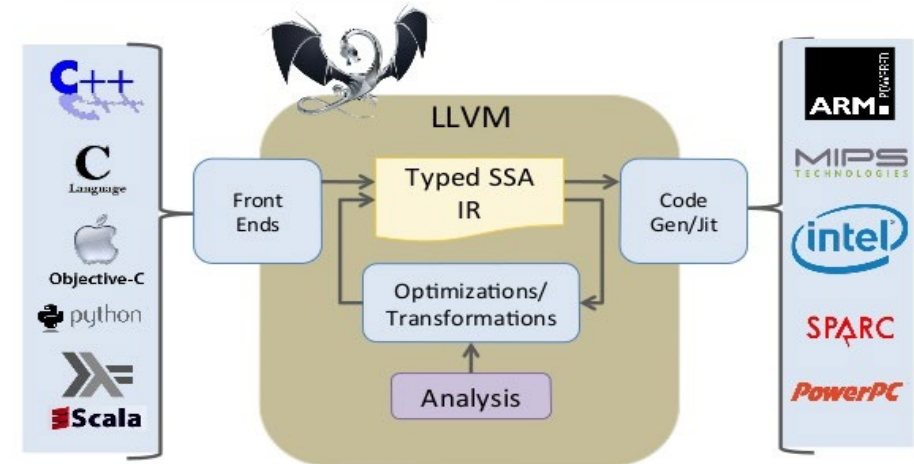 C++
C
Language
Objective-C
python
Scala
LLVM
Front
Ends
Typed SSA
IR
Code
Gen/Jit
Optimizations/
Transformations
Analysis
ARM
POWERED
MIPS
TECHNOLOGIES
intel
SPARC
PowerPC